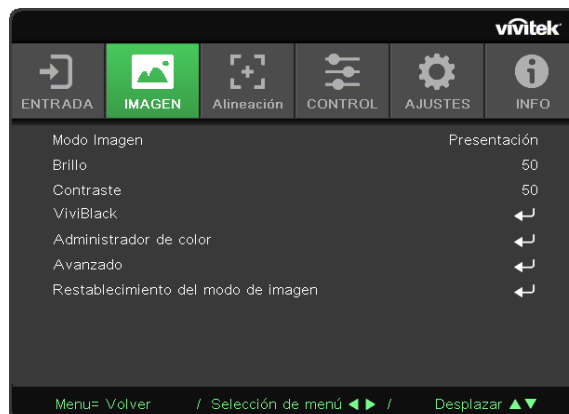 vivitek
ENTRADA IMAGEN Alineación CONTROL AJUSTES INFO
Modo Imagen Presentación
Brillo 50
Contraste 50
ViviBlack
Administrador de color
Avanzado
Restablecimiento del modo de imagen
Menu= Volver / Selección de menú ◀ ▶ / Desplazar ▲▼